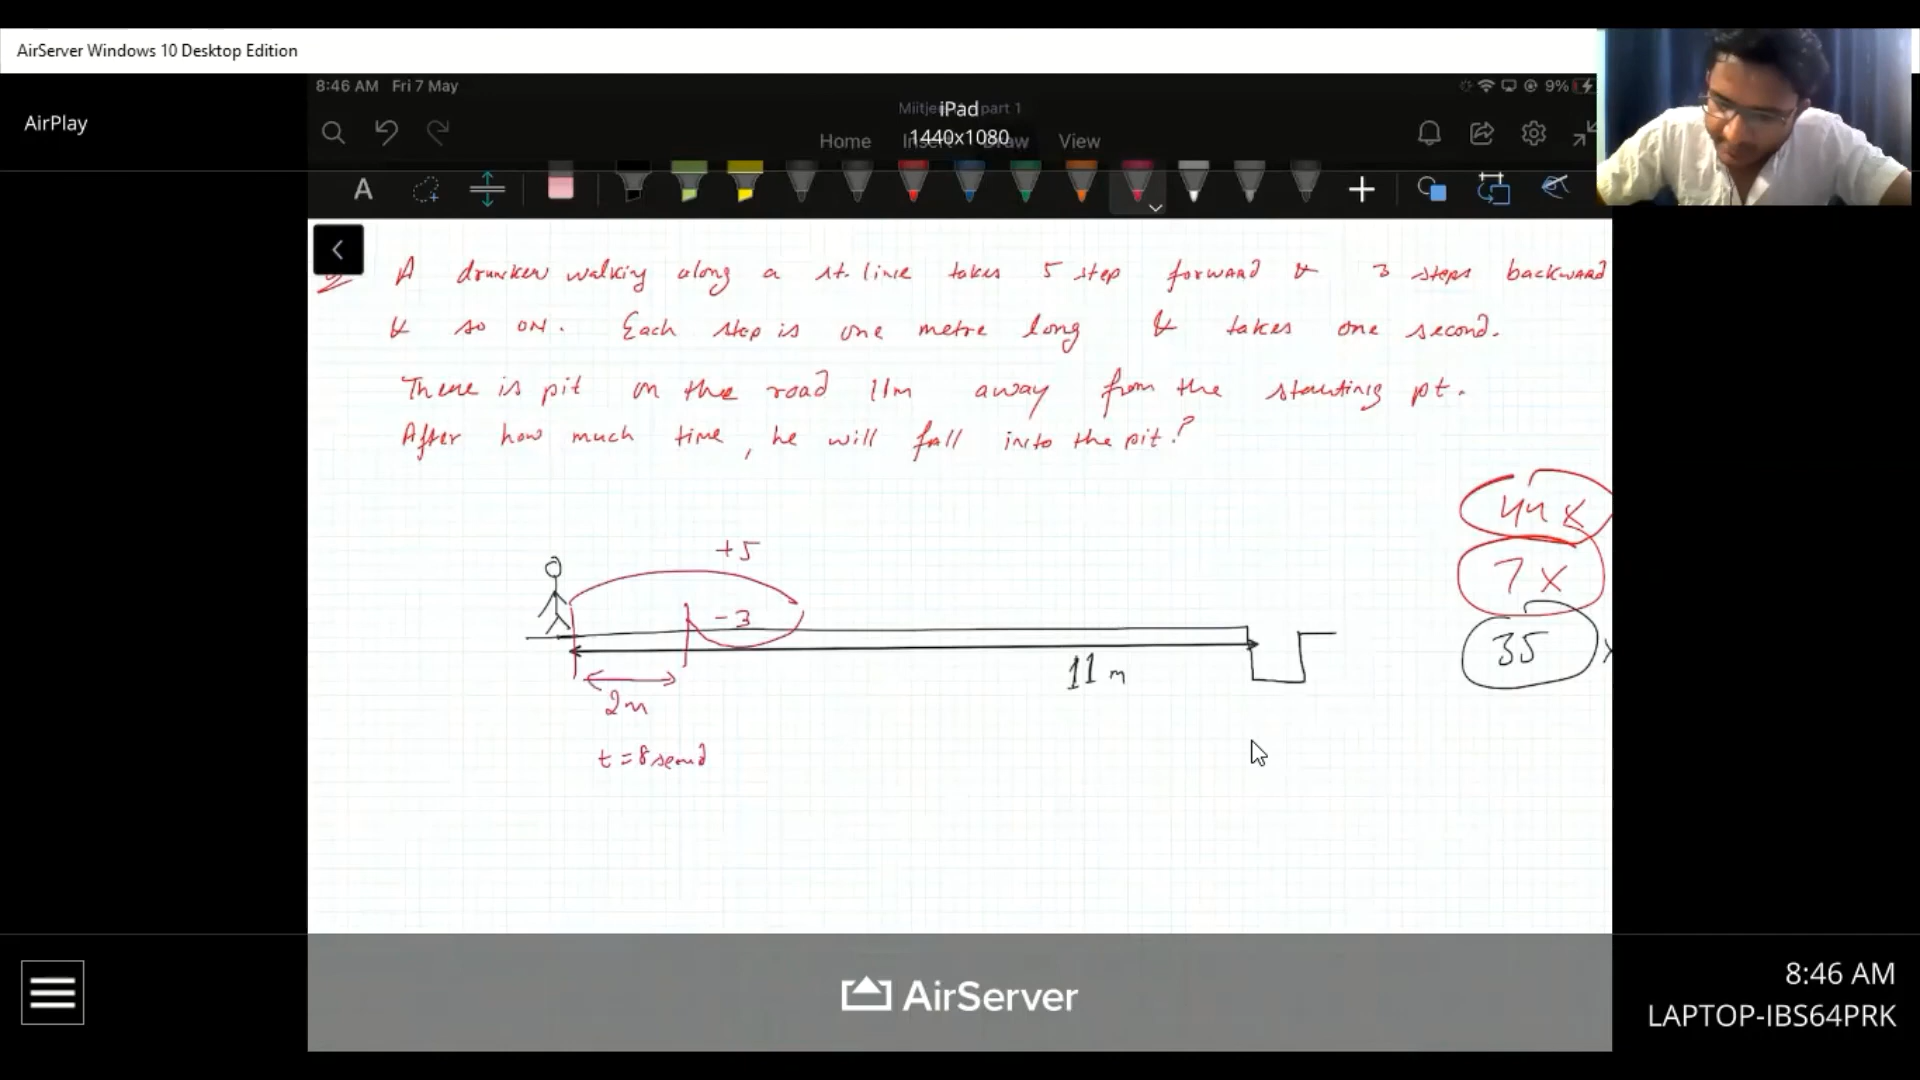 AirServer Windows 10 Desktop Edition
AirPlay
8:46 AM Fri 7 May
9%
iPad
part 1
1440x1080
Home Insert Draw View
A
A drunken walking along a st. line takes 5 step forward & 3 steps backward
& so on. Each step is one metre long & takes one second.
There is pit on the road 11m away from the starting pt.
After how much time, he will fall into the pit?
44 x
7 x
35 x
+5
-3
11 m
2m
t = 8 second
AirServer
8:46 AM
LAPTOP-IBS64PRK